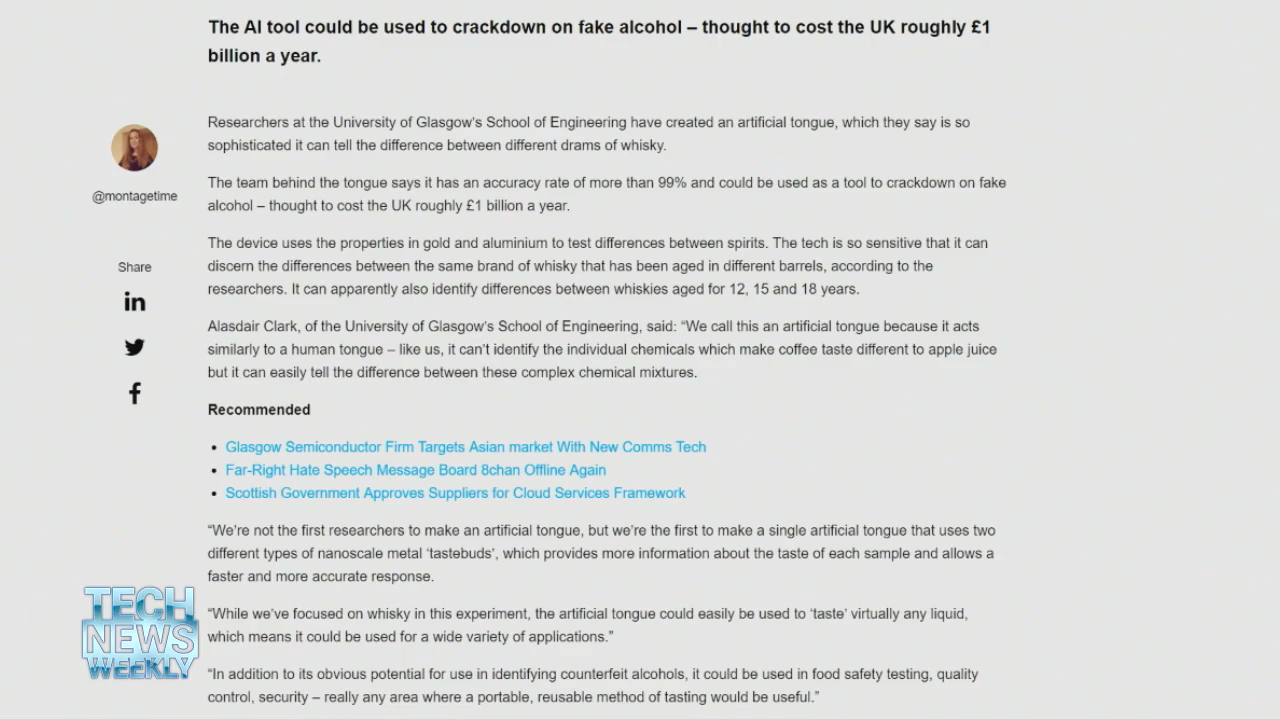 The AI tool could be used to crackdown on fake alcohol – thought to cost the UK roughly £1
billion a year.
@montagetime
Share
Researchers at the University of Glasgow's School of Engineering have created an artificial tongue, which they say is so
sophisticated it can tell the difference between different drams of whisky.
The team behind the tongue says it has an accuracy rate of more than 99% and could be used as a tool to crackdown on fake
alcohol – thought to cost the UK roughly £1 billion a year.
The device uses the properties in gold and aluminium to test differences between spirits. The tech is so sensitive that it can
discern the differences between the same brand of whisky that has been aged in different barrels, according to the
researchers. It can apparently also identify differences between whiskies aged for 12, 15 and 18 years.
Alasdair Clark, of the University of Glasgow's School of Engineering, said: “We call this an artificial tongue because it acts
similarly to a human tongue – like us, it can't identify the individual chemicals which make coffee taste different to apple juice
but it can easily tell the difference between these complex chemical mixtures.
Recommended
• Glasgow Semiconductor Firm Targets Asian market With New Comms Tech
• Far-Right Hate Speech Message Board 8chan Offline Again
• Scottish Government Approves Suppliers for Cloud Services Framework
“We're not the first researchers to make an artificial tongue, but we're the first to make a single artificial tongue that uses two
different types of nanoscale metal ‘tastebuds’, which provides more information about the taste of each sample and allows a
faster and more accurate response.
“While we've focused on whisky in this experiment, the artificial tongue could easily be used to ‘taste’ virtually any liquid,
which means it could be used for a wide variety of applications.”
“In addition to its obvious potential for use in identifying counterfeit alcohols, it could be used in food safety testing, quality
control, security – really any area where a portable, reusable method of tasting would be useful.”
TECH
NEWS
WEEKLY